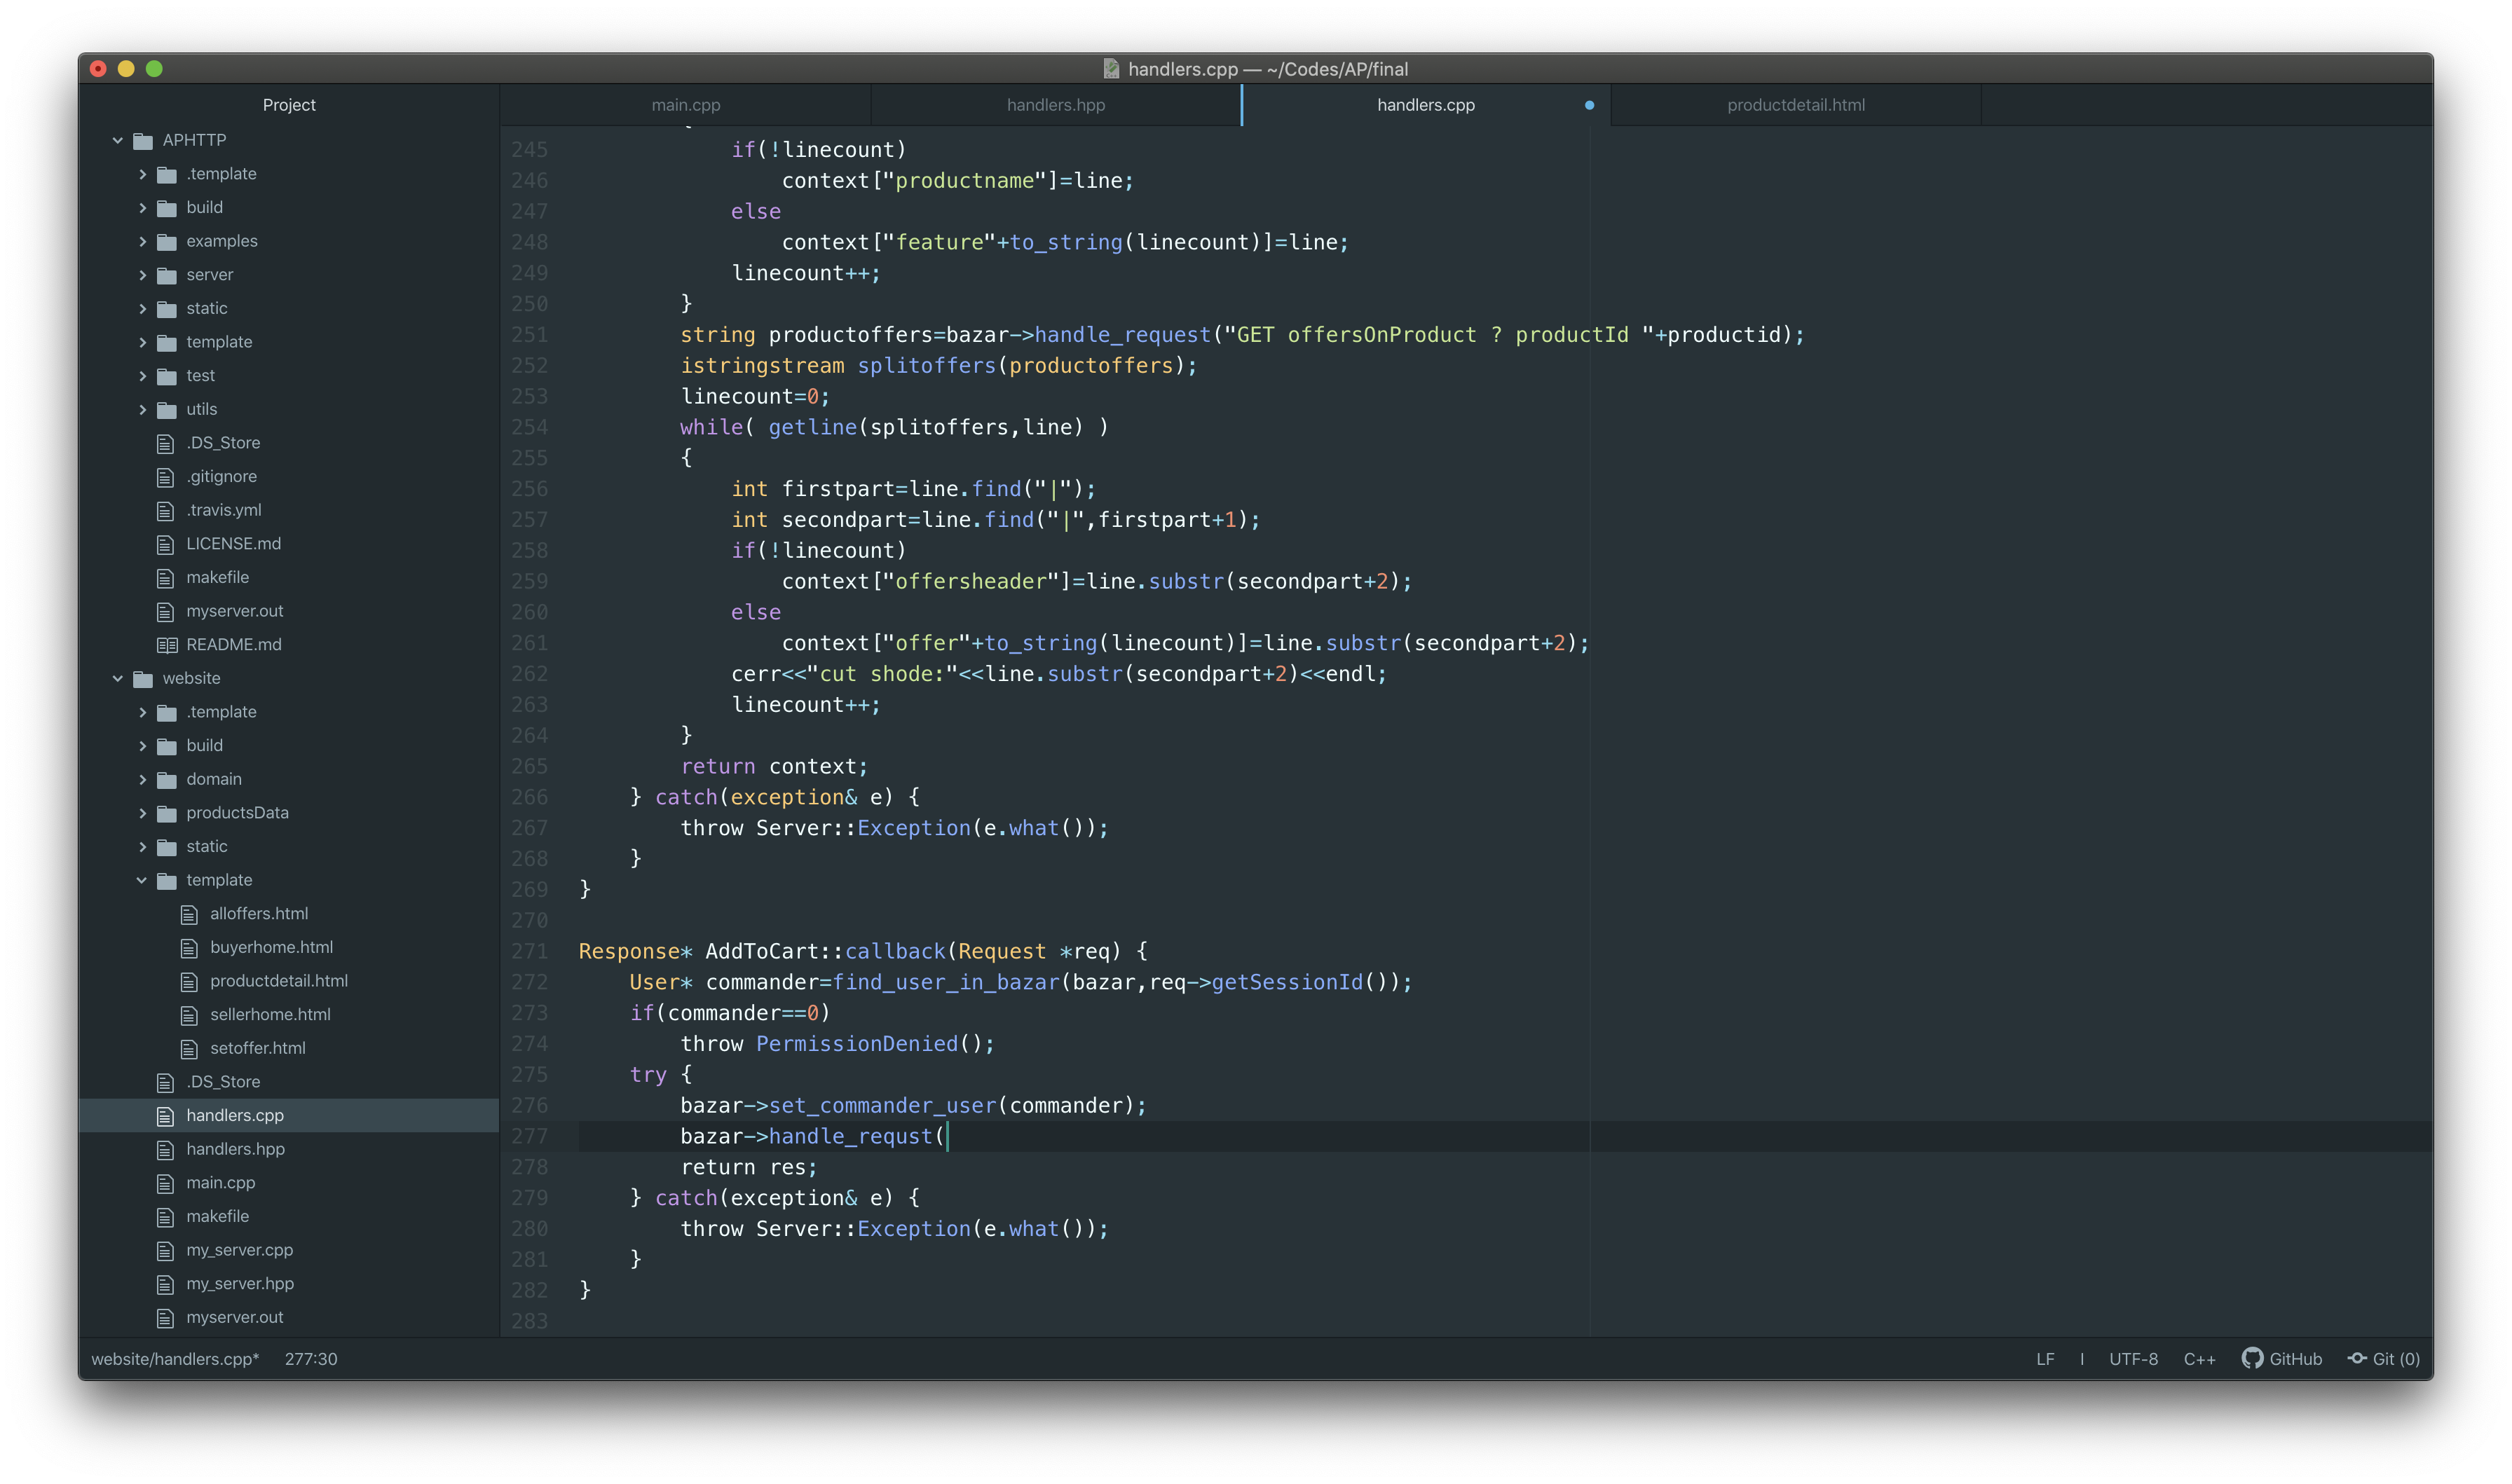 handlers.cpp — ~/Codes/AP/final
Project
APHTTP
.template
build
examples
server
static
template
test
utils
.DS_Store
.gitignore
.travis.yml
LICENSE.md
makefile
myserver.out
README.md
website
.template
build
domain
productsData
static
template
alloffers.html
buyerhome.html
productdetail.html
sellerhome.html
setoffer.html
.DS_Store
handlers.cpp
handlers.hpp
main.cpp
makefile
my_server.cpp
my_server.hpp
myserver.out
main.cpp handlers.hpp handlers.cpp productdetail.html
{
245 if(!linecount)
246 context["productname"]=line;
247 else
248 context["feature"+to_string(linecount)]=line;
249 linecount++;
250 }
251 string productoffers=bazar->handle_request("GET offersOnProduct ? productId "+productid);
252 istringstream splitoffers(productoffers);
253 linecount=0;
254 while( getline(splitoffers,line) )
255 {
256 int firstpart=line.find("|");
257 int secondpart=line.find("|",firstpart+1);
258 if(!linecount)
259 context["offersheader"]=line.substr(secondpart+2);
260 else
261 context["offer"+to_string(linecount)]=line.substr(secondpart+2);
262 cerr<<"cut shode:"<<line.substr(secondpart+2)<<endl;
263 linecount++;
264 }
265 return context;
266 } catch(exception& e) {
267 throw Server::Exception(e.what());
268 }
269 }
270
271 Response* AddToCart::callback(Request *req) {
272 User* commander=find_user_in_bazar(bazar,req->getSessionId());
273 if(commander==0)
274 throw PermissionDenied();
275 try {
276 bazar->set_commander_user(commander);
277 bazar->handle_requst(
278 return res;
279 } catch(exception& e) {
280 throw Server::Exception(e.what());
281 }
282 }
283
website/handlers.cpp* 277:30 LF I UTF-8 C++ GitHub Git (0)